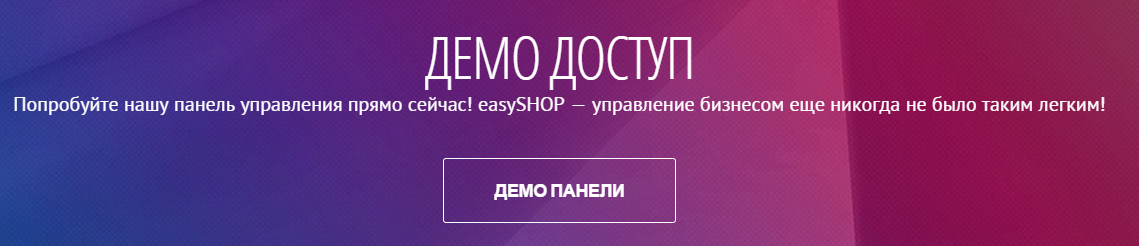 ДЕМО ДОСТУП
Попробуйте нашу панель управления прямо сейчас! easySHOP — управление бизнесом еще никогда не было таким легким!
ДЕМО ПАНЕЛИ